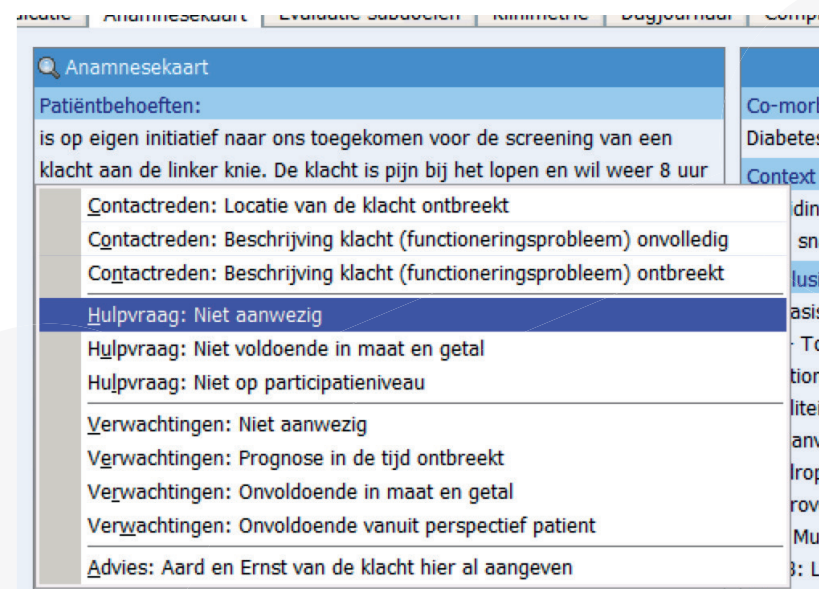 Anamnesekaart Evaluatie subdoelen Klinimetrie Dagjournaal
Anamnesekaart
Patiëntbehoeften:
is op eigen initiatief naar ons toegekomen voor de screening van een
klacht aan de linker knie. De klacht is pijn bij het lopen en wil weer 8 uur
Contactreden: Locatie van de klacht ontbreekt
Contactreden: Beschrijving klacht (functioneringsprobleem) onvolledig
Contactreden: Beschrijving klacht (functioneringsprobleem) ontbreekt
Hulpvraag: Niet aanwezig
Hulpvraag: Niet voldoende in maat en getal
Hulpvraag: Niet op participatieniveau
Verwachtingen: Niet aanwezig
Verwachtingen: Prognose in de tijd ontbreekt
Verwachtingen: Onvoldoende in maat en getal
Verwachtingen: Onvoldoende vanuit perspectief patient
Advies: Aard en Ernst van de klacht hier al aangeven
Co-mor
Diabetes
Context